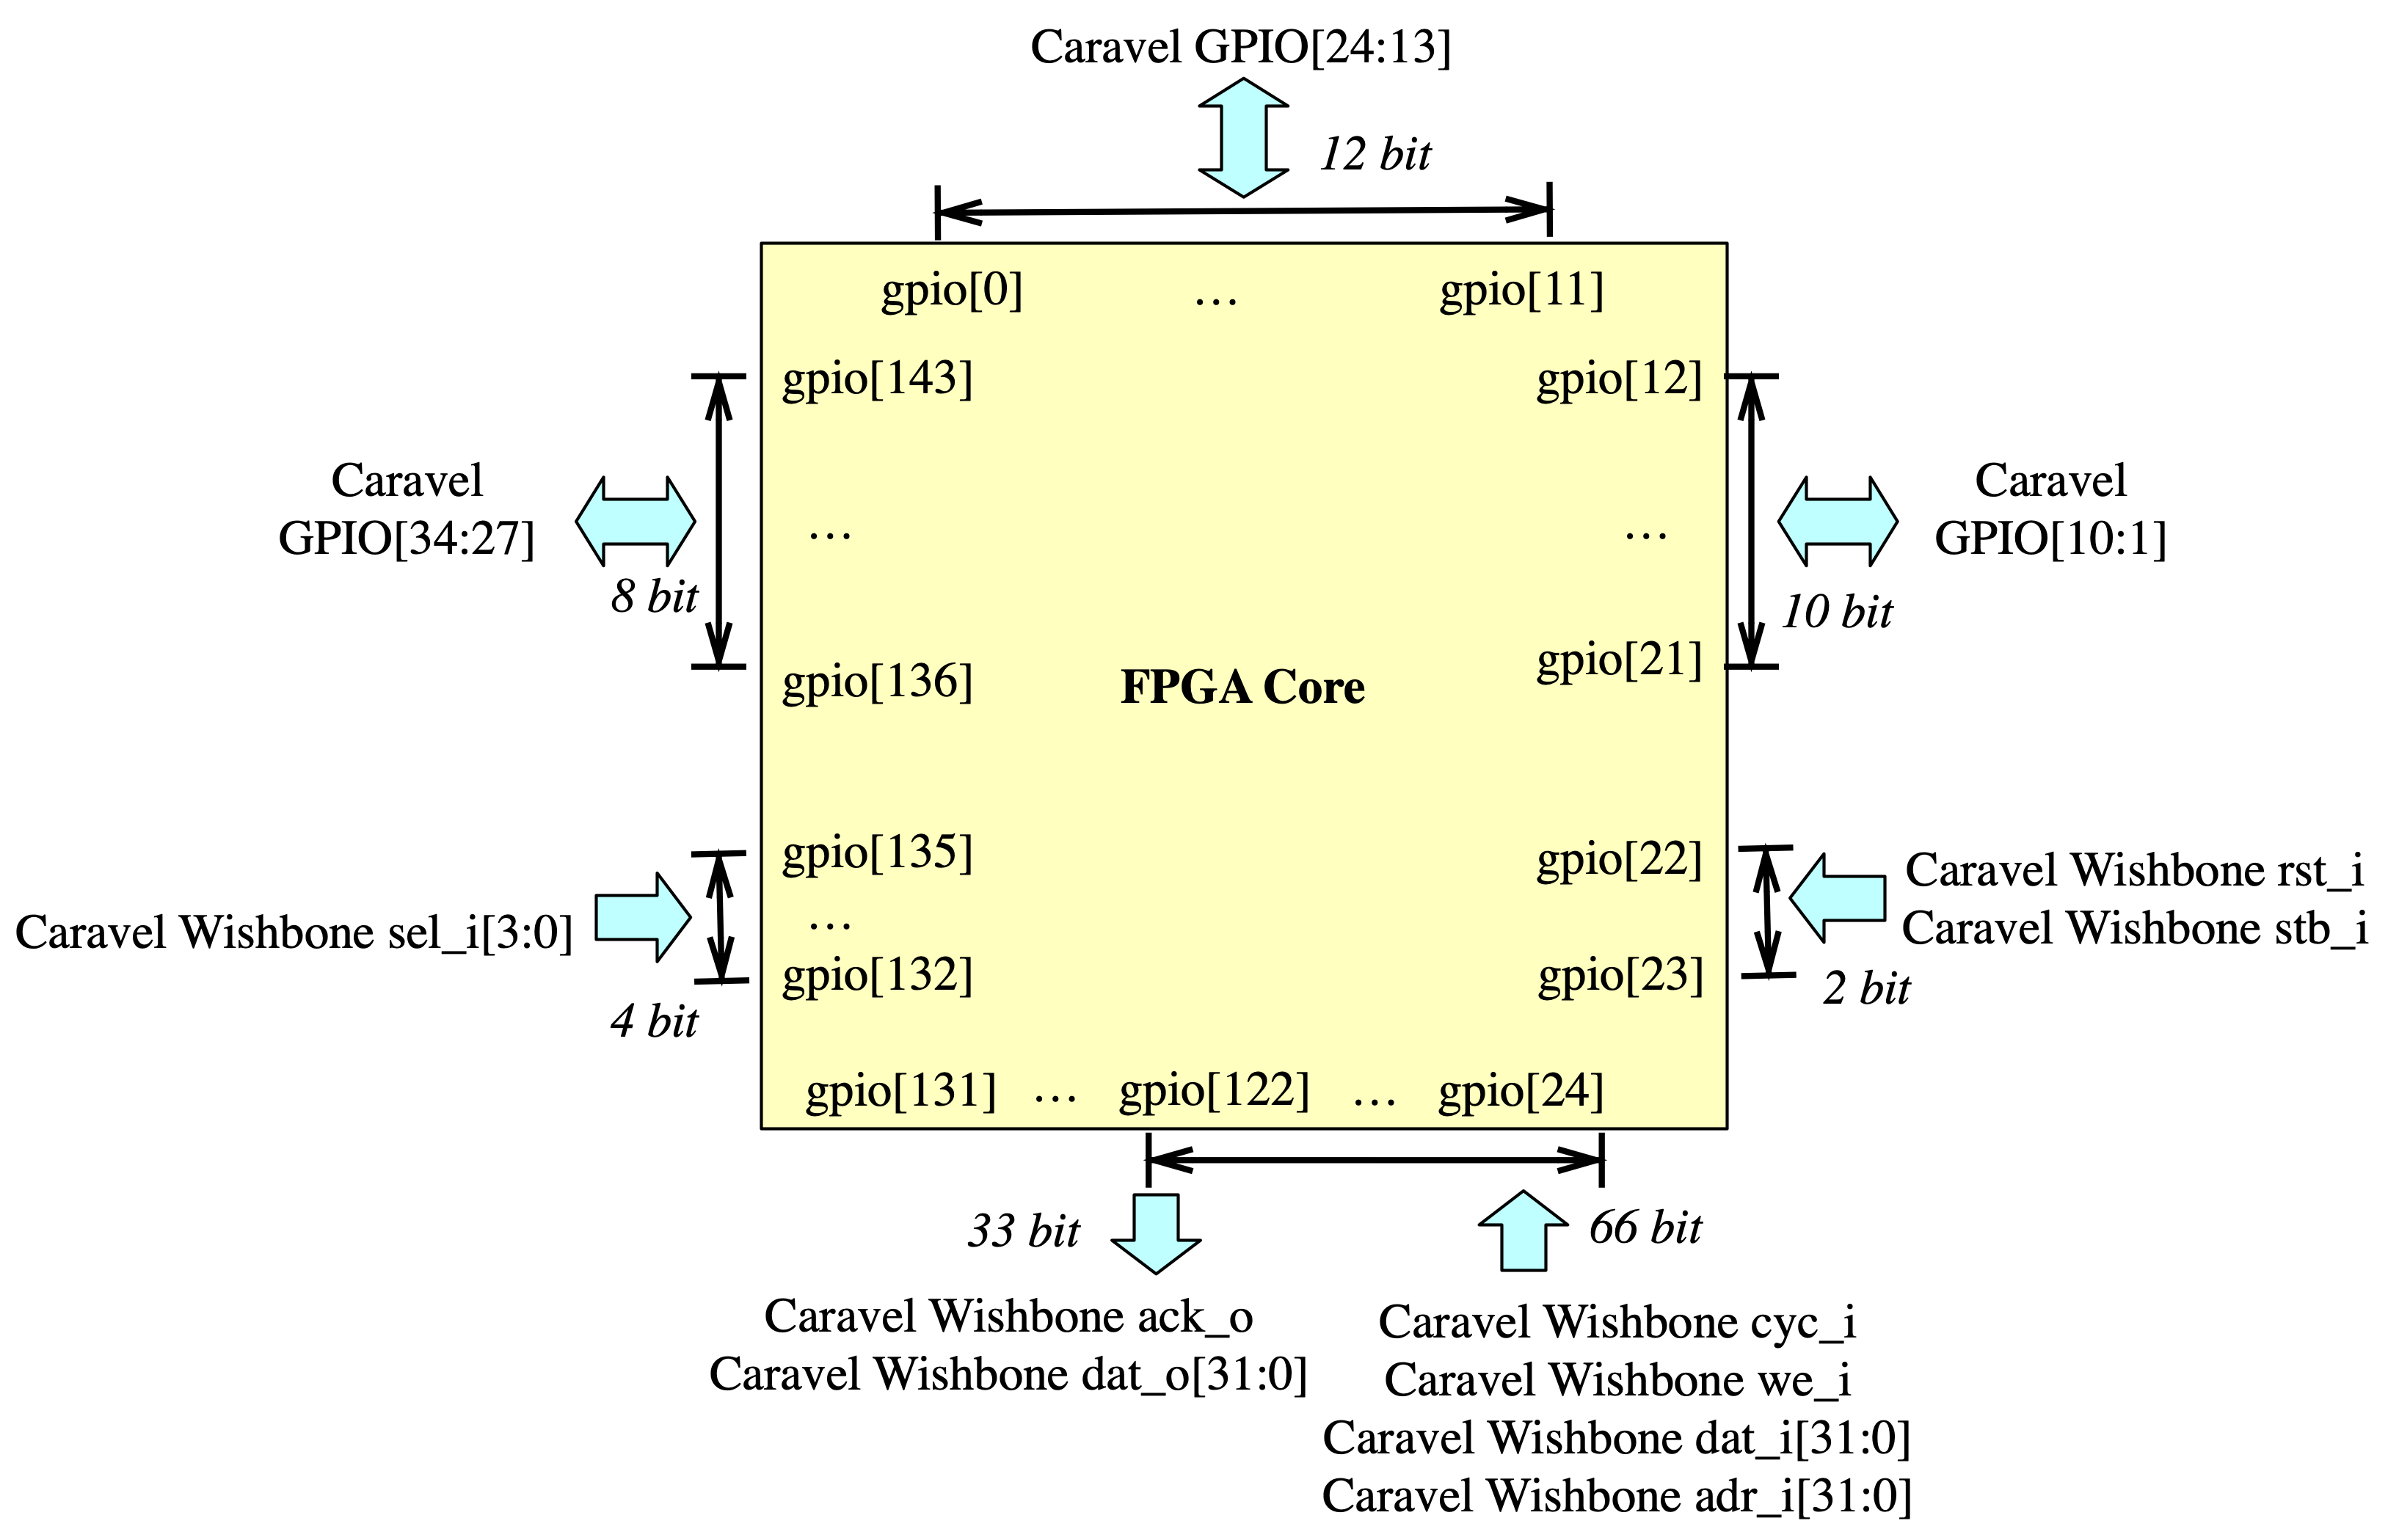 Caravel GPIO[24:13]
12 bit
gpio[0] … gpio[11]
gpio[143] gpio[12]
Caravel
GPIO[34:27]
8 bit
…
…
Caravel
GPIO[10:1]
10 bit
gpio[136] FPGA Core gpio[21]
gpio[135] gpio[22]
Caravel Wishbone sel_i[3:0]
…
Caravel Wishbone rst_i
Caravel Wishbone stb_i
gpio[132] gpio[23]
4 bit
2 bit
gpio[131] … gpio[122] … gpio[24]
33 bit
66 bit
Caravel Wishbone ack_o
Caravel Wishbone dat_o[31:0]
Caravel Wishbone cyc_i
Caravel Wishbone we_i
Caravel Wishbone dat_i[31:0]
Caravel Wishbone adr_i[31:0]